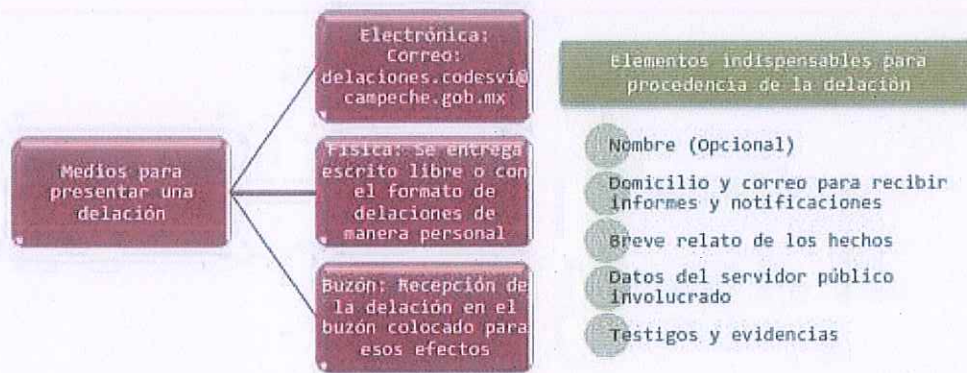 Medios para
presentar una
delación
Electrónica:
Correo:
delaciones.codesvi@
campeche.gob.mx
Física: Se entrega
escrito libre o con
el formato de
delaciones de
manera personal
Buzón: Recepción de
la delación en el
buzón colocado para
esos efectos
Elementos indispensables para
procedencia de la delación
Nombre (Opcional)
Domicilio y correo para recibir
informes y notificaciones
Breve relato de los hechos
Datos del servidor público
involucrado
Testigos y evidencias